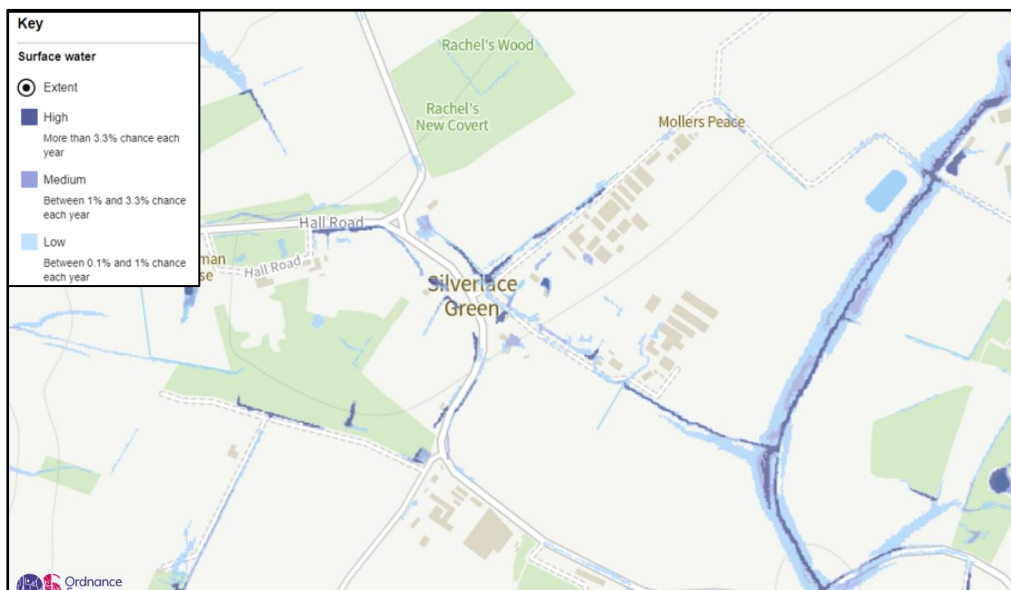 Key
Surface water
Extent
High
More than 3.3% chance each
year
Medium
Between 1% and 3.3% chance
each year
Low
Between 0.1% and 1% chance
each year
Rachel's Wood
Rachel's
New Covert
Mollers Peace
Hall Road
Hall Road
man
se
Silverlace
Green
Ordnance